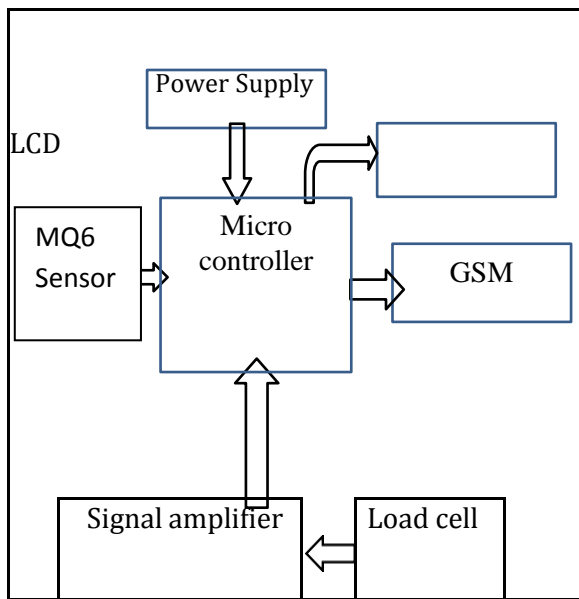 Power Supply
LCD
MQ6
Sensor
Micro
controller
GSM
Signal amplifier
Load cell